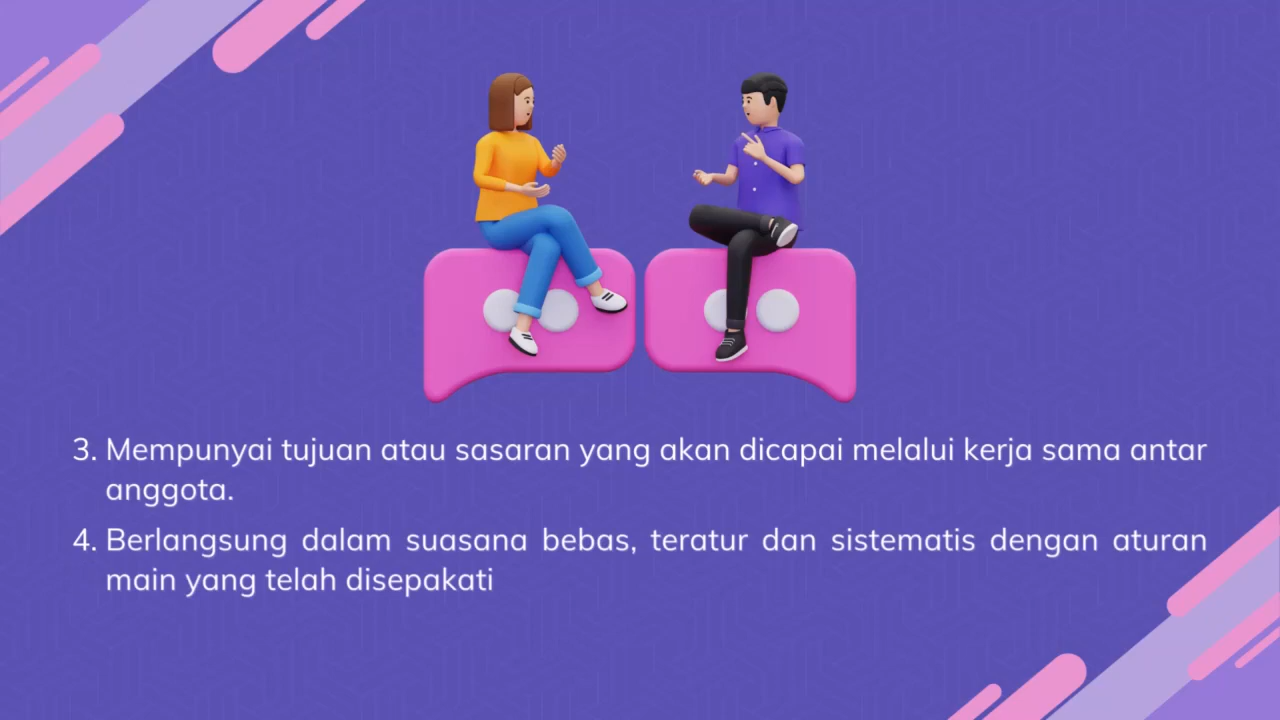 3. Mempunyai tujuan atau sasaran yang akan dicapai melalui kerja sama antar
anggota.
4. Berlangsung dalam suasana bebas, teratur dan sistematis dengan aturan
main yang telah disepakati